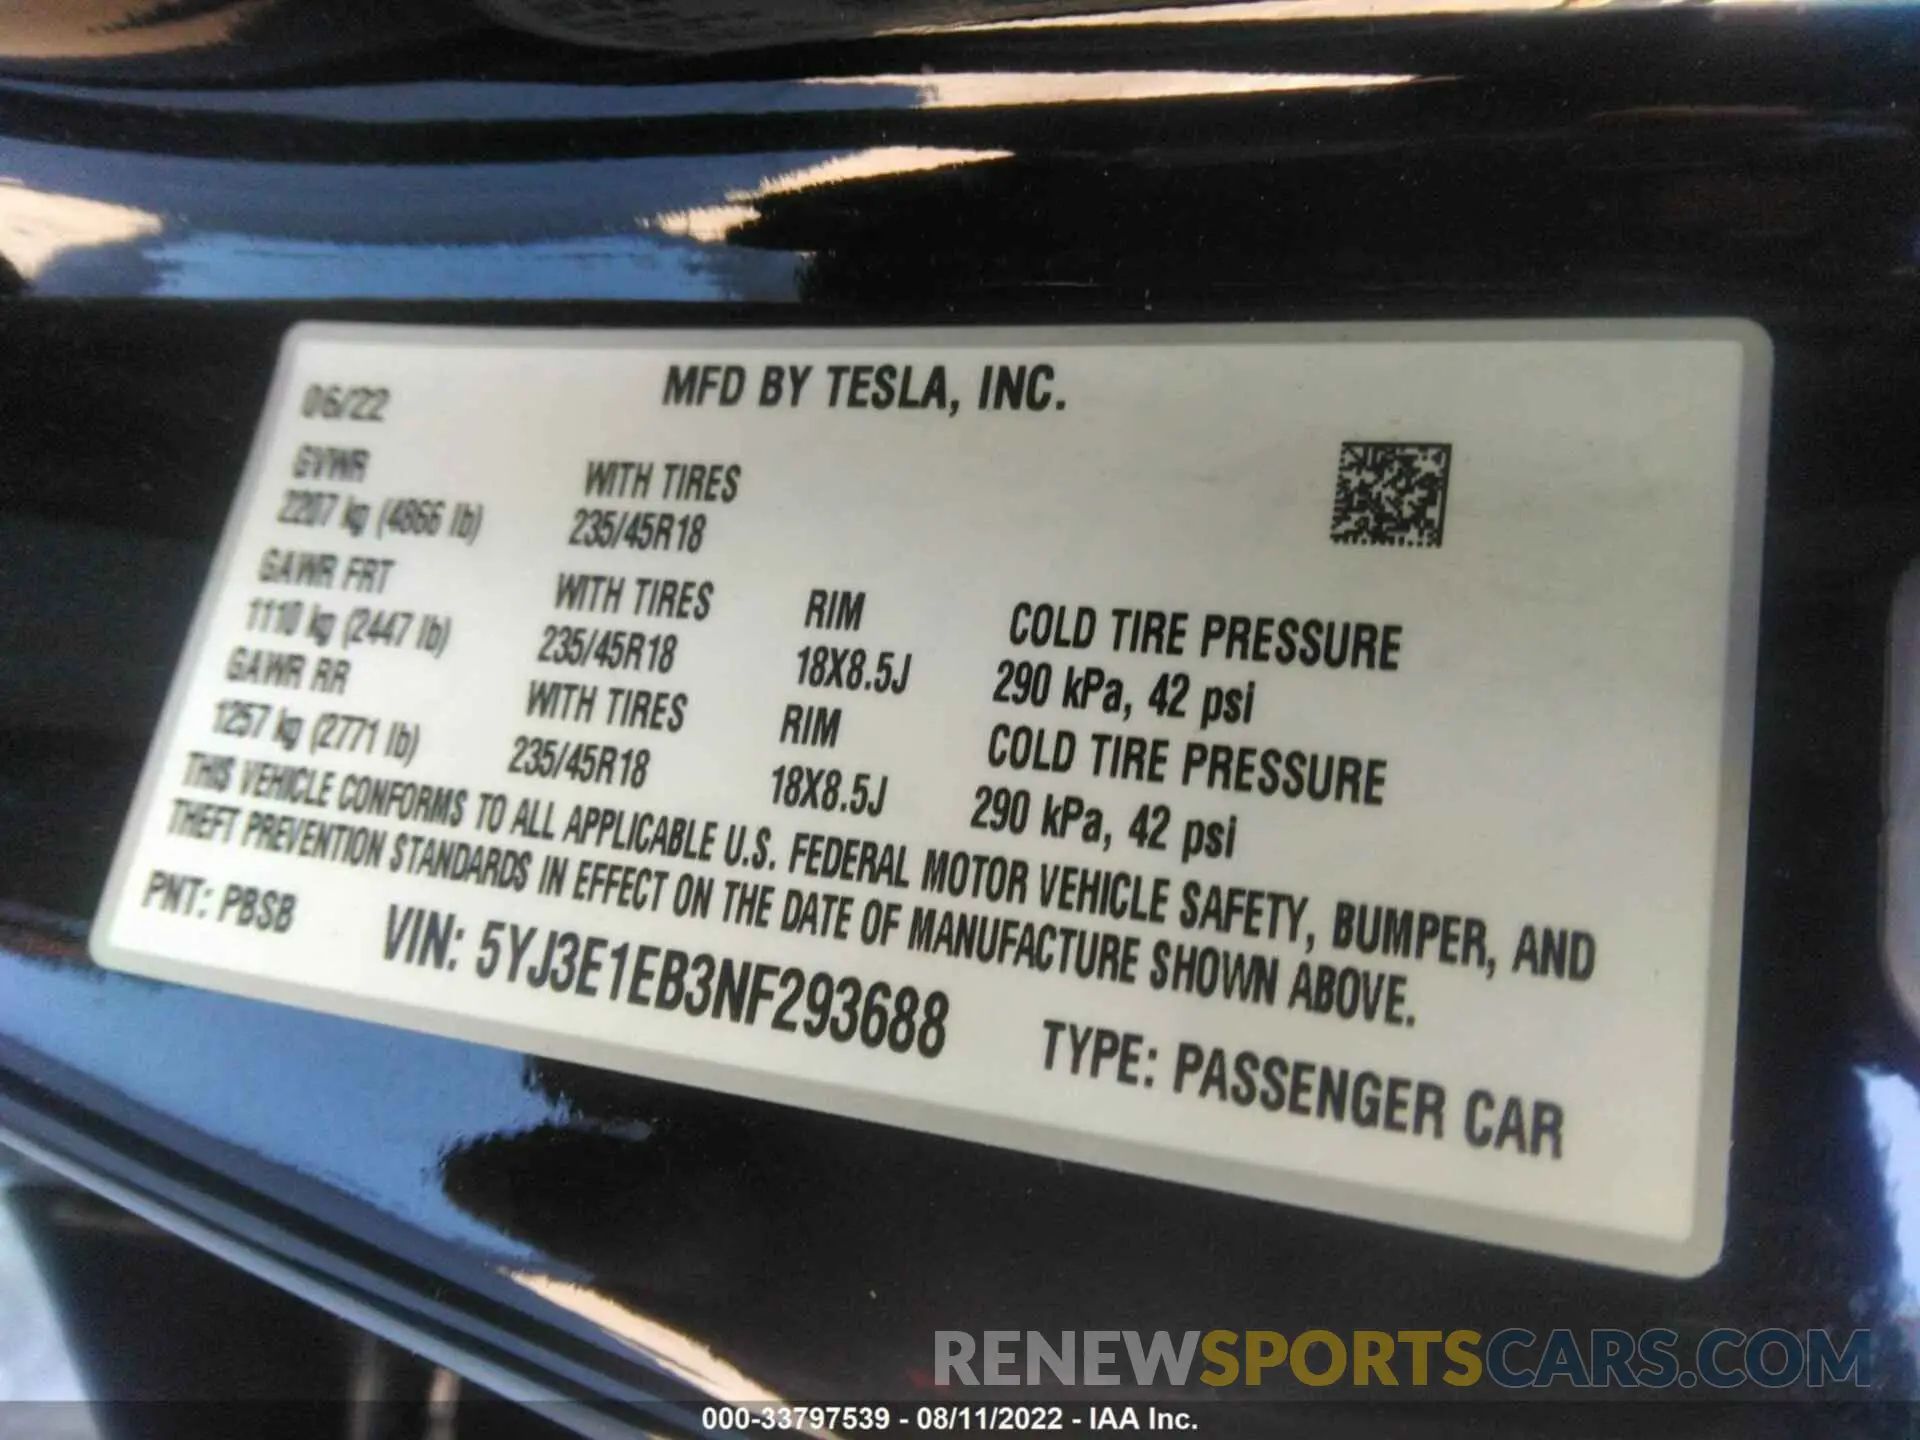 MFD BY TESLA, INC.
06/22
GVWR
2207 kg (4866 lb)
WITH TIRES
235/45R18
GAWR FRT
1110 kg (2447 lb)
WITH TIRES
235/45R18
RIM
18X8.5J
COLD TIRE PRESSURE
290 kPa, 42 psi
GAWR RR
1257 kg (2771 lb)
WITH TIRES
235/45R18
RIM
18X8.5J
COLD TIRE PRESSURE
290 kPa, 42 psi
THIS VEHICLE CONFORMS TO ALL APPLICABLE U.S. FEDERAL MOTOR VEHICLE SAFETY, BUMPER, AND
THEFT PREVENTION STANDARDS IN EFFECT ON THE DATE OF MANUFACTURE SHOWN ABOVE.
PNT: PBSB
VIN: 5YJ3E1EB3NF293688
TYPE: PASSENGER CAR
RENEWSPORTSCARS.COM
000-33797539 - 08/11/2022 - IAA Inc.